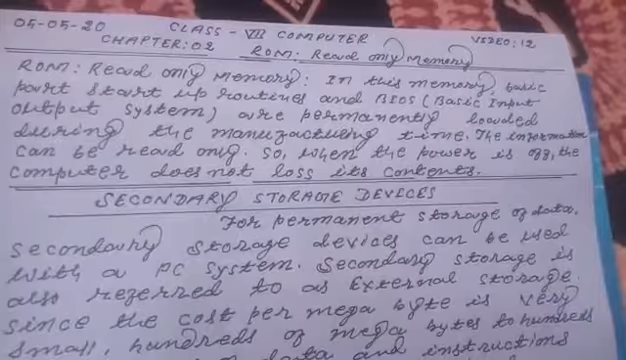 05-05-20 CLASS - VIII COMPUTER VIDEO: 12
CHAPTER: 02 ROM: Read only Memory
ROM: Read only Memory: In this memory, basic
part start up routines and BIOS (Basic Input
output system) are permanently loaded
during the manufacturing time. The information
can be read only. So, when the power is off, the
computer does not loss its contents.
SECONDARY STORAGE DEVICES
For permanent storage of data,
secondary storage devices can be used
with a PC system. Secondary storage is
also referred to as External storage.
Since the cost per mega byte is very
small, hundreds of mega bytes to hundreds
data and instructions